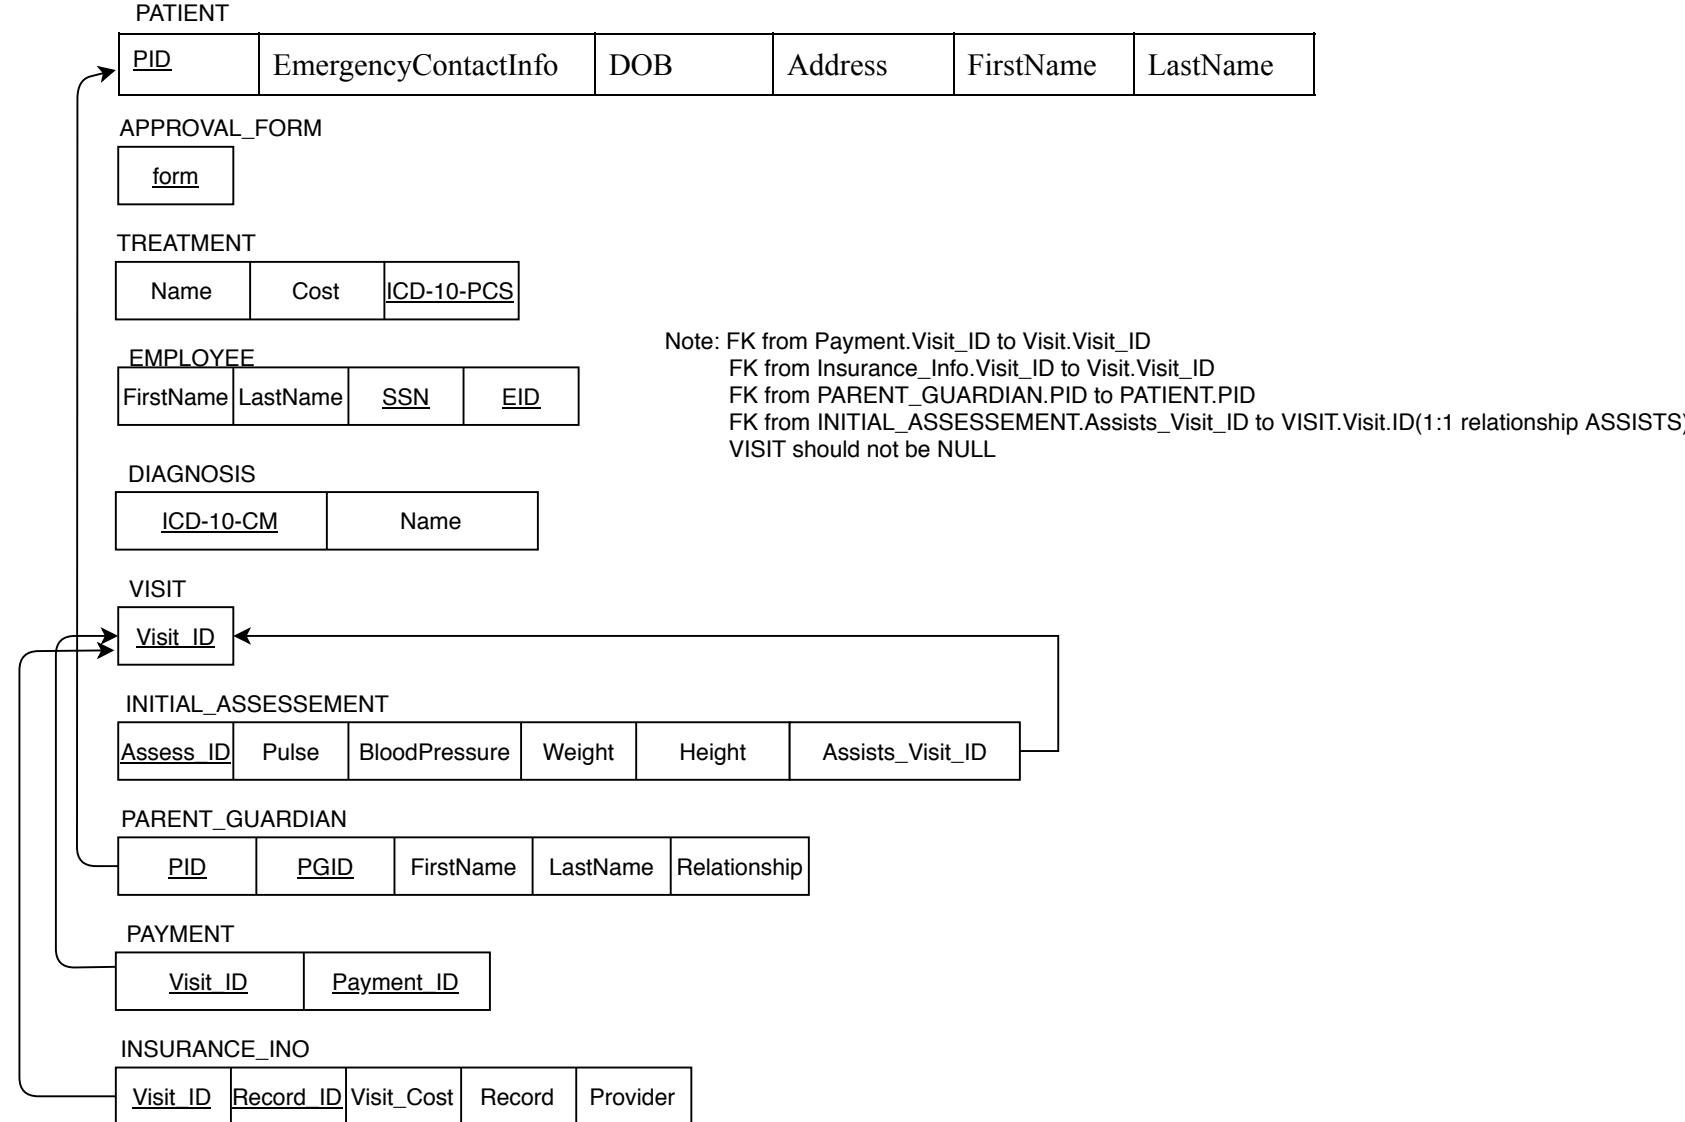 PATIENT
PID EmergencyContactInfo DOB Address FirstName LastName
APPROVAL_FORM
form
TREATMENT
Name Cost ICD-10-PCS
Note: FK from Payment.Visit_ID to Visit.Visit_ID
FK from Insurance_Info.Visit_ID to Visit.Visit_ID
FK from PARENT_GUARDIAN.PID to PATIENT.PID
FK from INITIAL_ASSESSEMENT.Assists_Visit_ID to VISIT.Visit.ID(1:1 relationship ASSISTS)
VISIT should not be NULL
EMPLOYEE
FirstName LastName SSN EID
DIAGNOSIS
ICD-10-CM Name
VISIT
Visit_ID
INITIAL_ASSESSEMENT
Assess_ID Pulse BloodPressure Weight Height Assists_Visit_ID
PARENT_GUARDIAN
PID PGID FirstName LastName Relationship
PAYMENT
Visit_ID Payment_ID
INSURANCE_INO
Visit_ID Record_ID Visit_Cost Record Provider